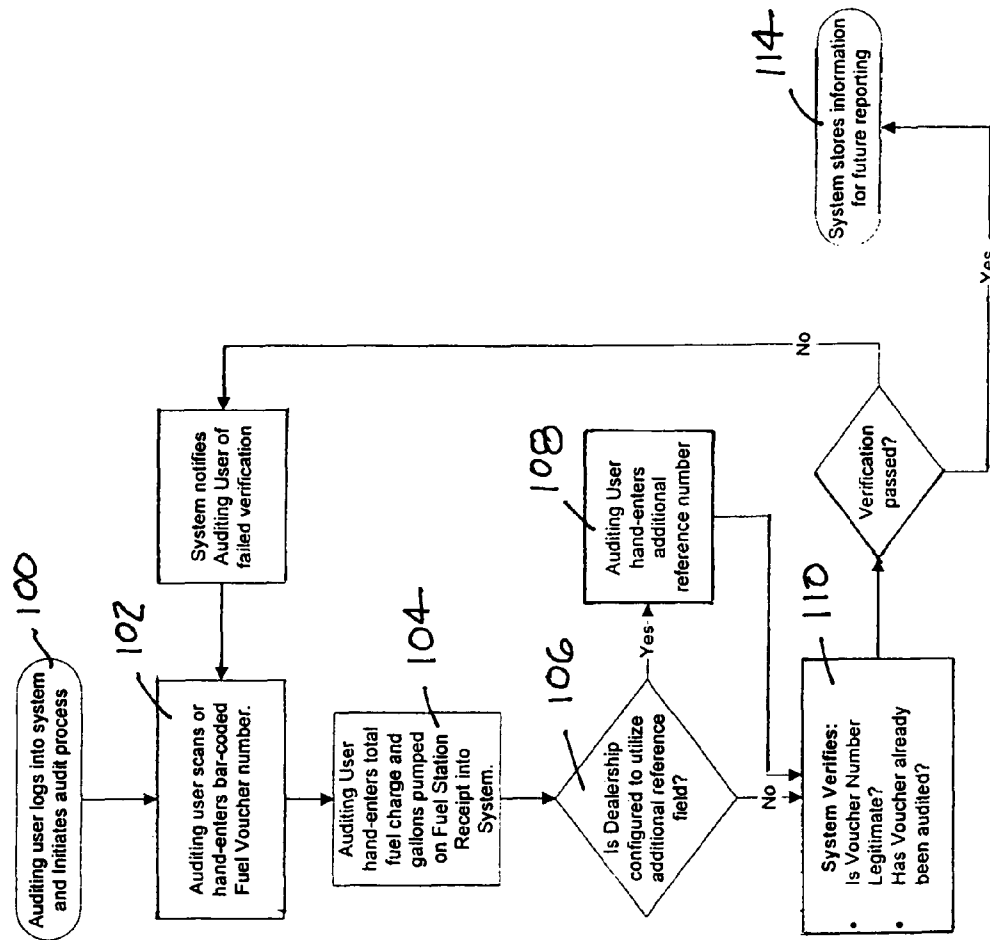 100
Auditing user logs into system
and Initiates audit process
102
Auditing user scans or
hand-enters bar-coded
Fuel Voucher number.
System notifies
Auditing User of
failed verification
104
Auditing User
hand-enters total
fuel charge and
gallons pumped
on Fuel Station
Receipt into
System.
106
Is Dealership
configured to utilize
additional reference
field?
Yes
No
108
Auditing User
hand-enters
additional
reference number
110
System Verifies:
• Is Voucher Number
Legitimate?
• Has Voucher already
been audited?
Verification
passed?
No
Yes
114
System stores information
for future reporting